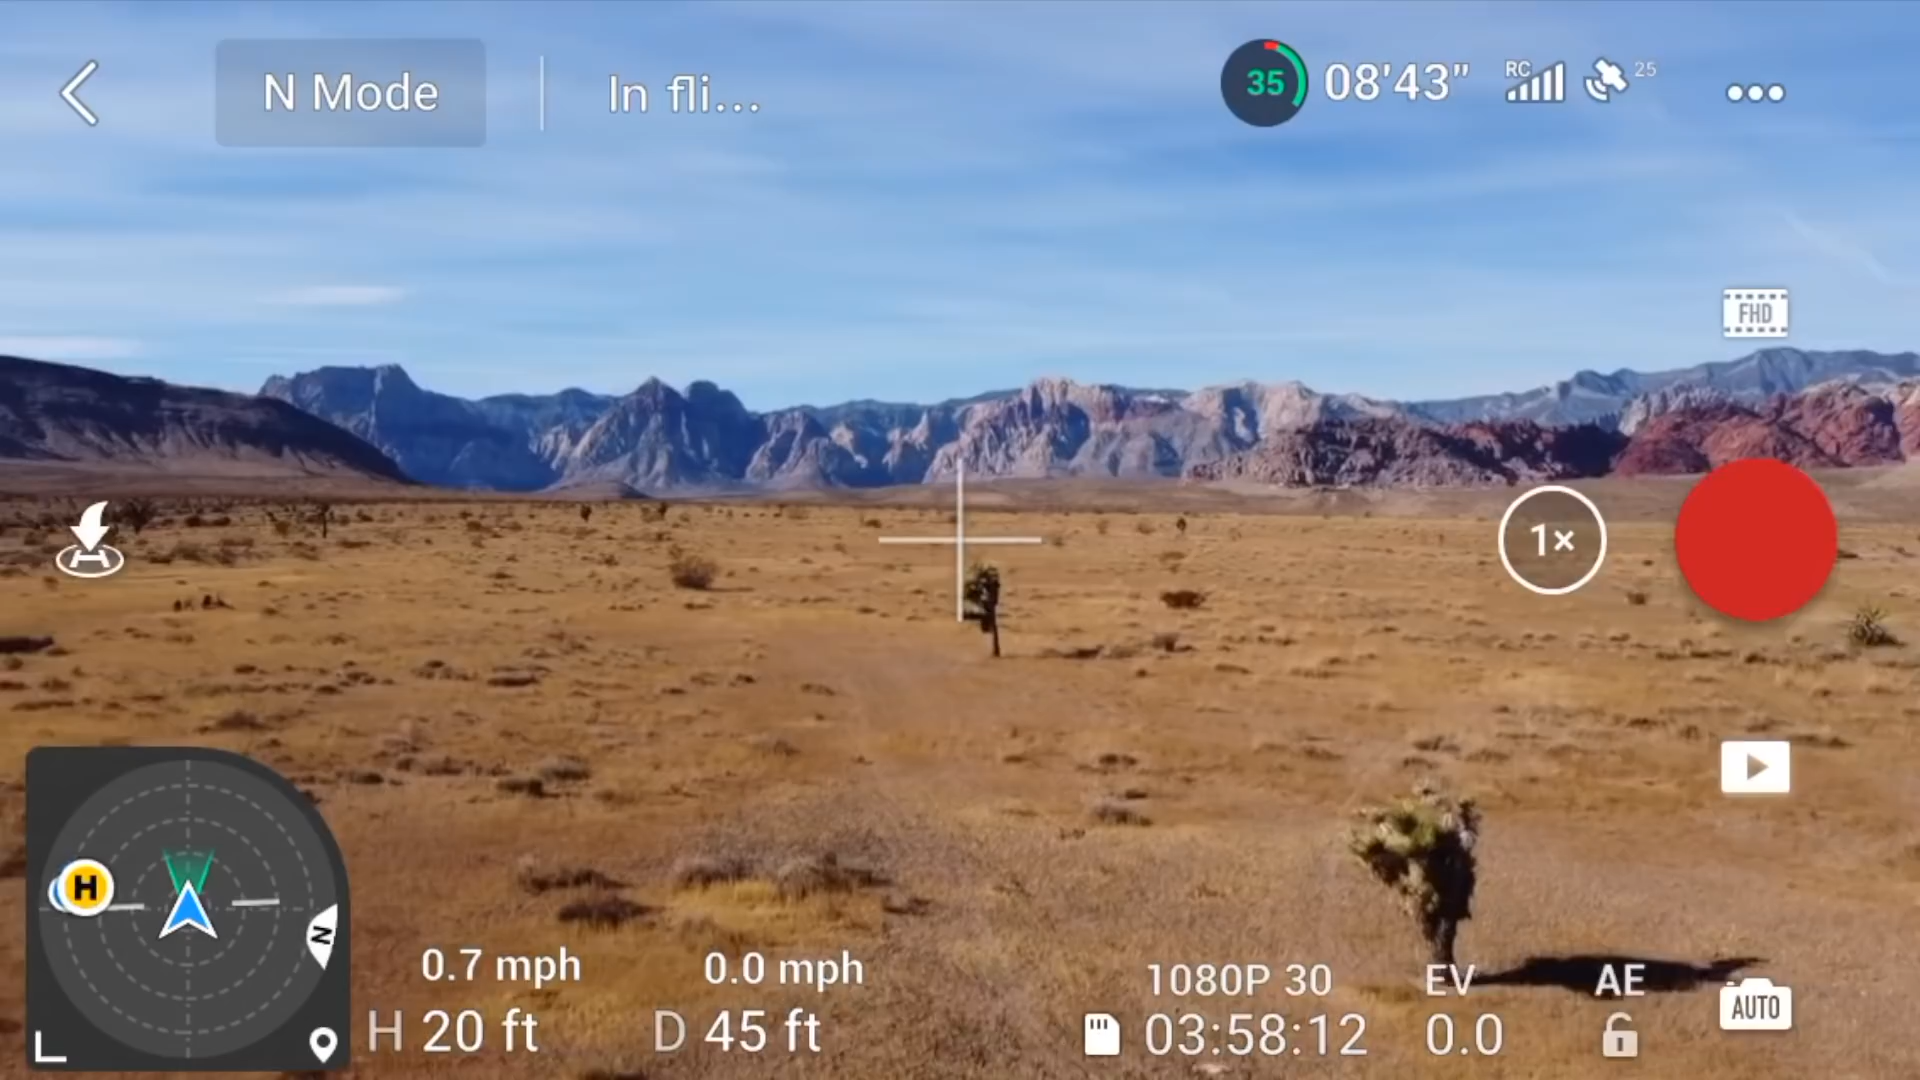 N Mode
In fli...
35
08'43"
RC
25
FHD
1×
H
N
0.7 mph
0.0 mph
H 20 ft
D 45 ft
1080P 30
03:58:12
EV
0.0
AE
AUTO